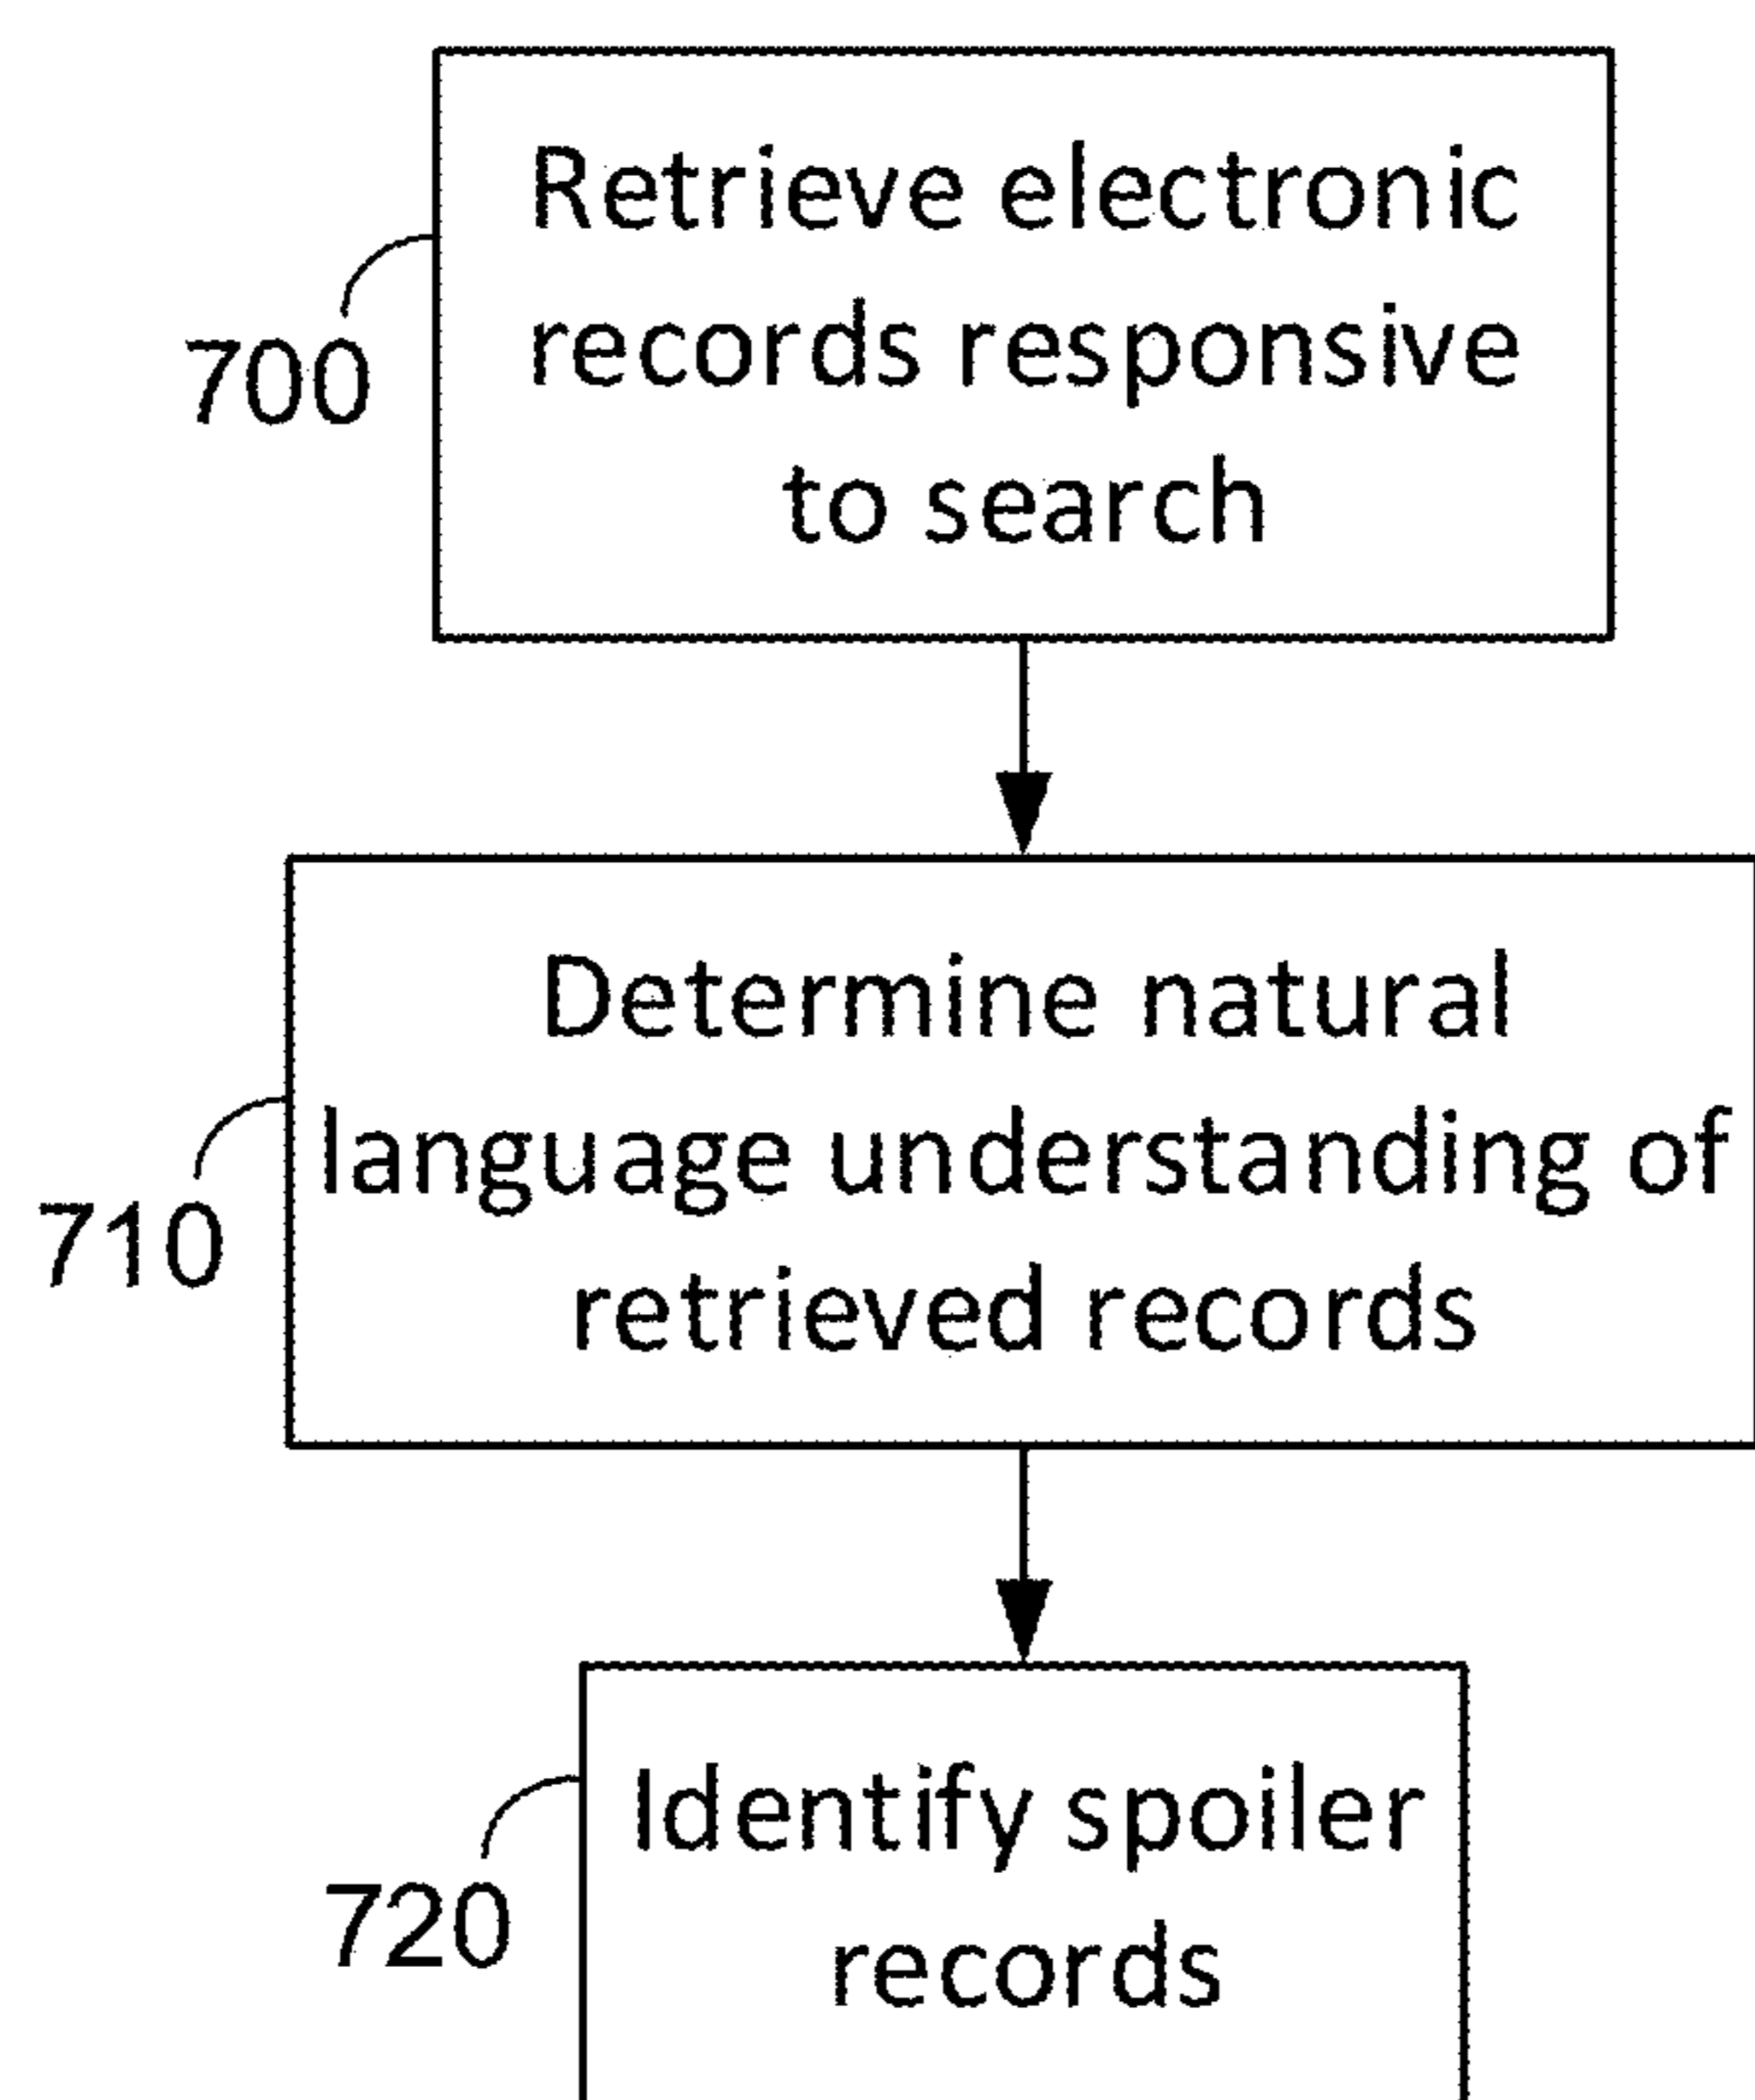 Retrieve electronic
records responsive
to search
700
Determine natural
language understanding of
retrieved records
710
Identify spoiler
records
720